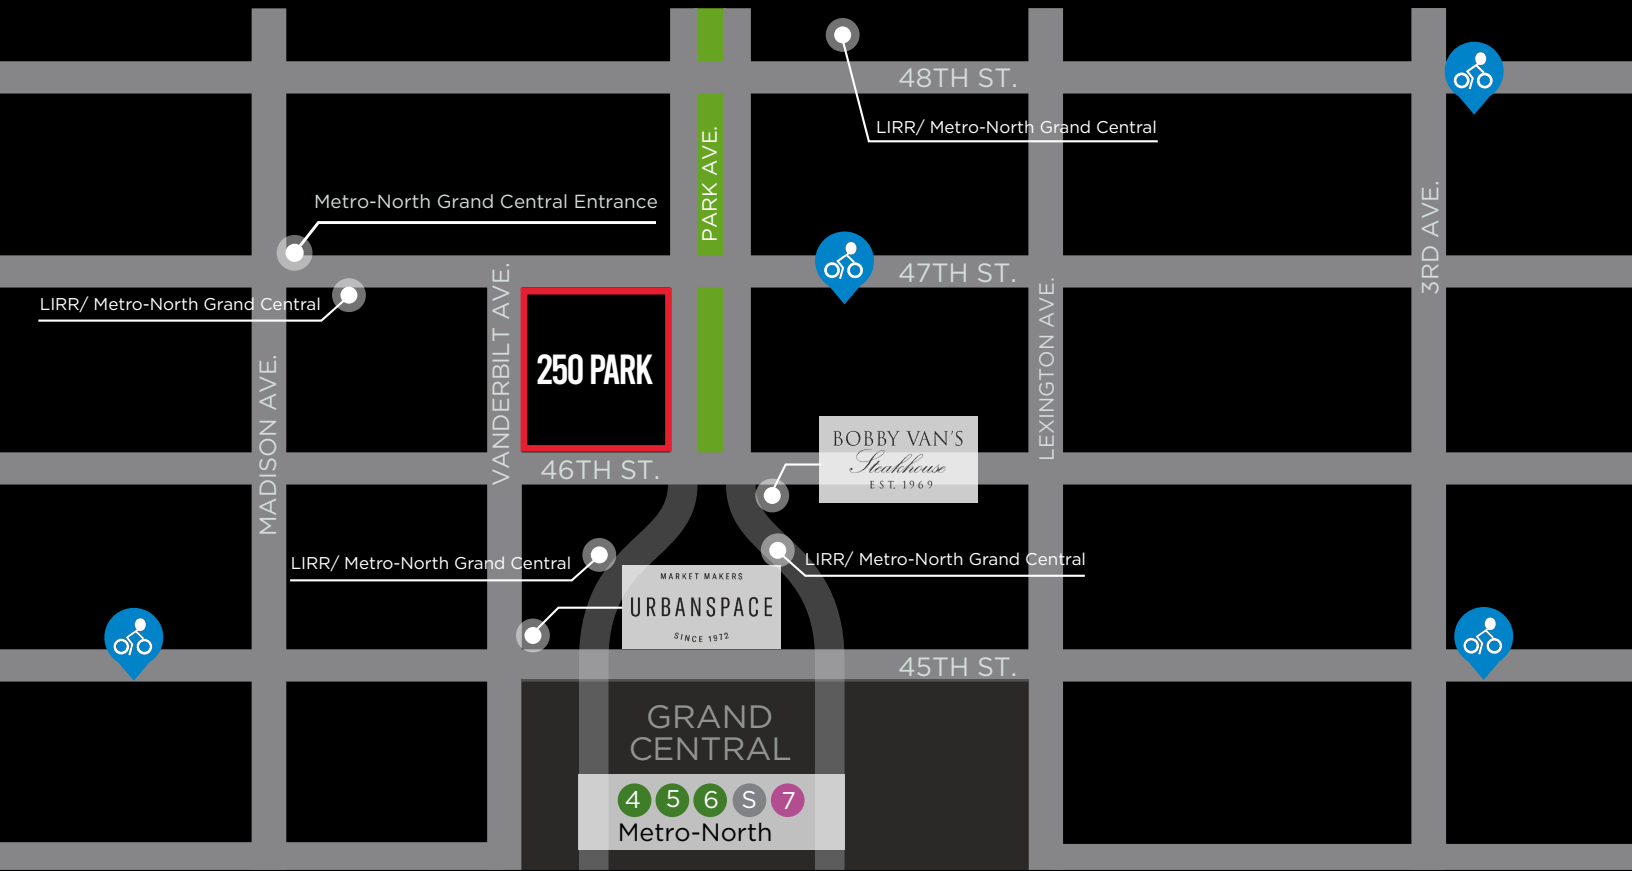 48TH ST.
LIRR/ Metro-North Grand Central
PARK AVE.
Metro-North Grand Central Entrance
3RD AVE.
47TH ST.
LIRR/ Metro-North Grand Central
VANDERBILT AVE.
LEXINGTON AVE.
MADISON AVE.
250 PARK
BOBBY VAN'S
Steakhouse
EST. 1969
46TH ST.
LIRR/ Metro-North Grand Central
LIRR/ Metro-North Grand Central
MARKET MAKERS
URBANSPACE
SINCE 1972
45TH ST.
GRAND
CENTRAL
4 5 6 S 7
Metro-North